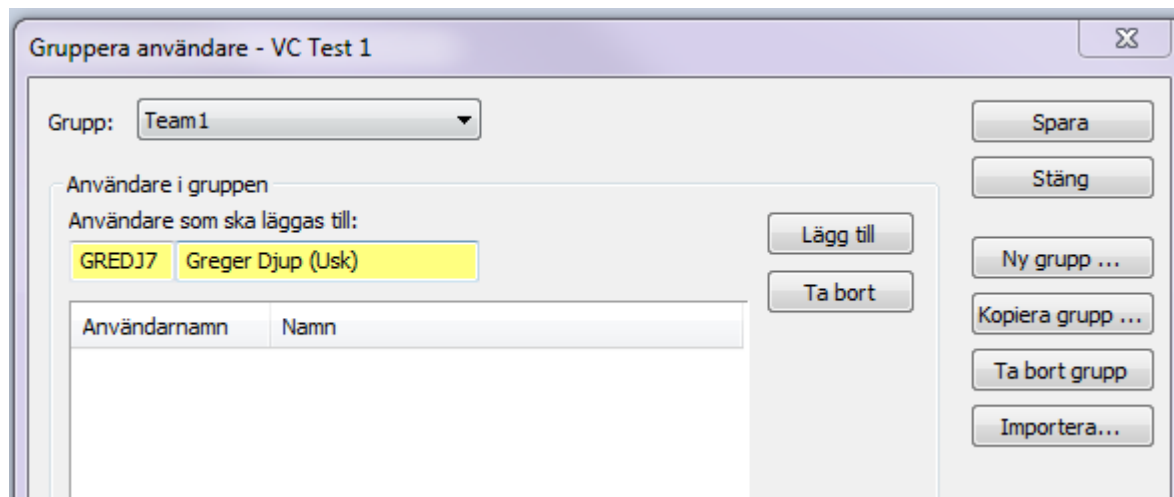 Gruppera användare - VC Test 1
Grupp: Team1
Spara
Stäng
Användare i gruppen
Användare som ska läggas till:
GREDJ7 Greger Djup (Usk)
Lägg till
Ta bort
Ny grupp ...
Kopiera grupp ...
Ta bort grupp
Importera...
Användarnamn Namn